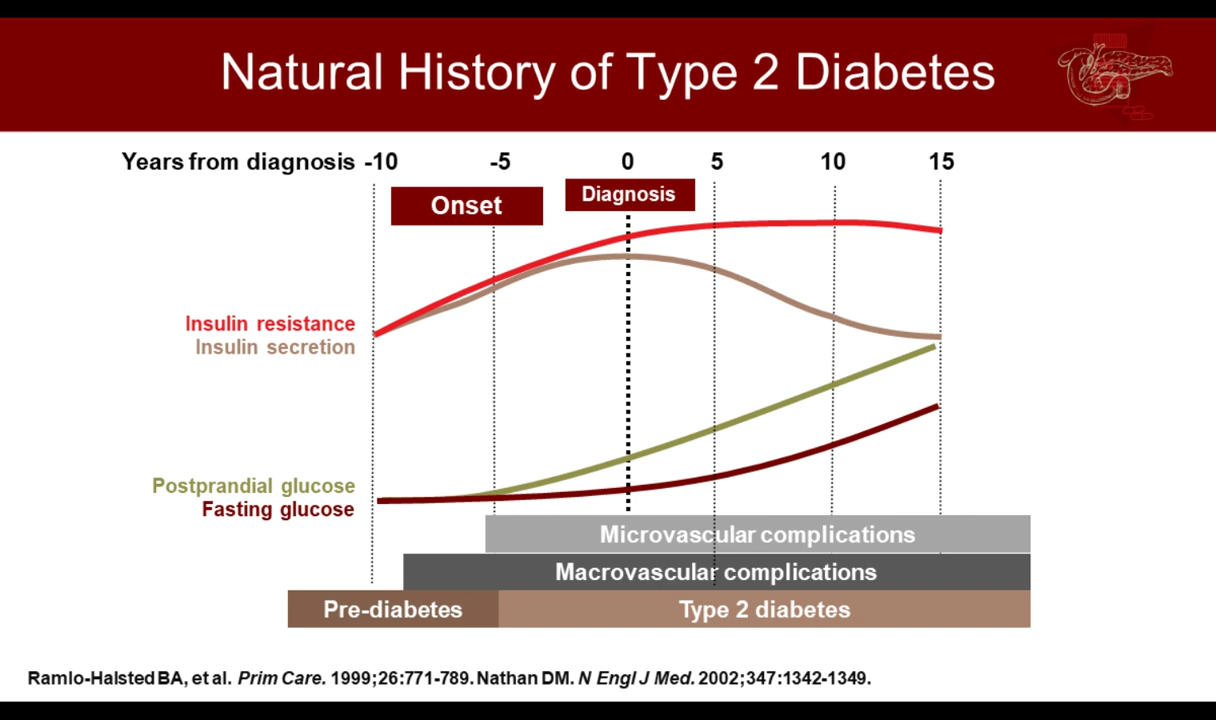 Natural History of Type 2 Diabetes
Years from diagnosis -10 -5 0 5 10 15
Onset
Diagnosis
Insulin resistance
Insulin secretion
Postprandial glucose
Fasting glucose
Microvascular complications
Macrovascular complications
Pre-diabetes Type 2 diabetes
Ramlo-Halsted BA, et al. Prim Care. 1999;26:771-789. Nathan DM. N Engl J Med. 2002;347:1342-1349.